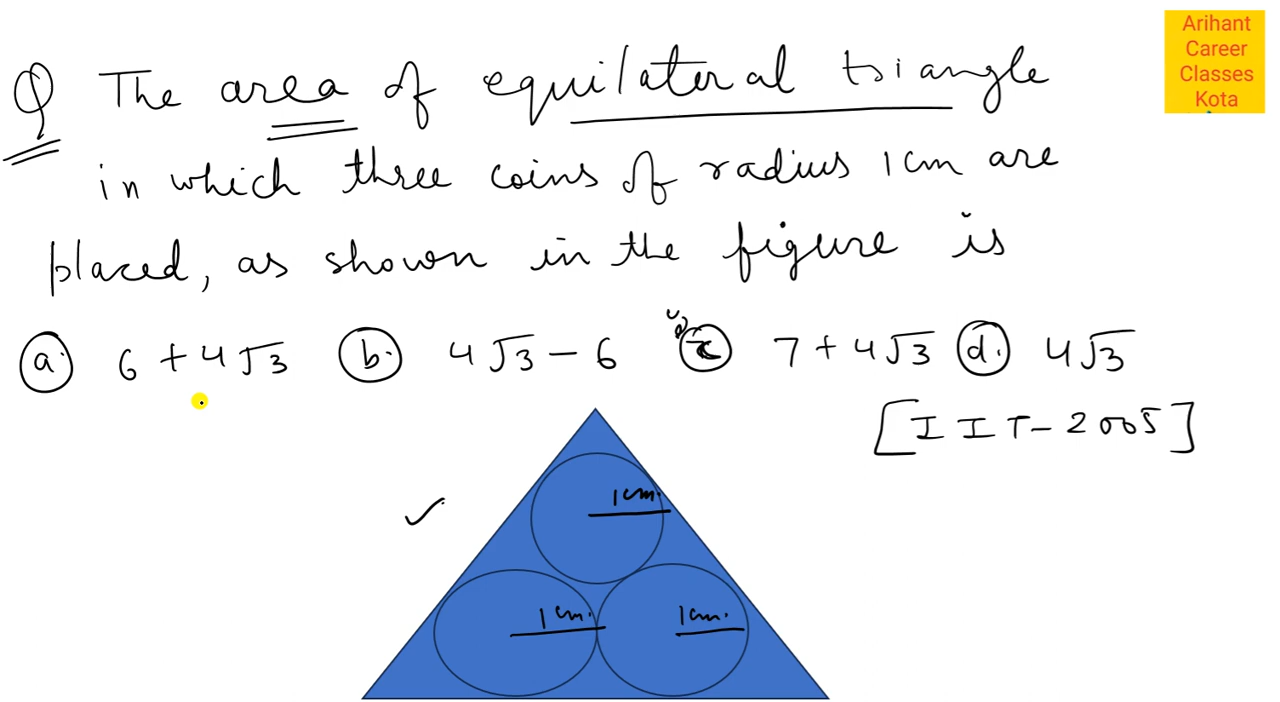 Arihant
Career
Classes
Kota
Q The area of equilateral triangle
in which three coins of radius 1cm are
placed, as shown in the figure is
a. 6 + 4√3 b. 4√3 - 6 c 7 + 4√3 d. 4√3
[IIT-2005]
1cm.
1cm. 1cm.